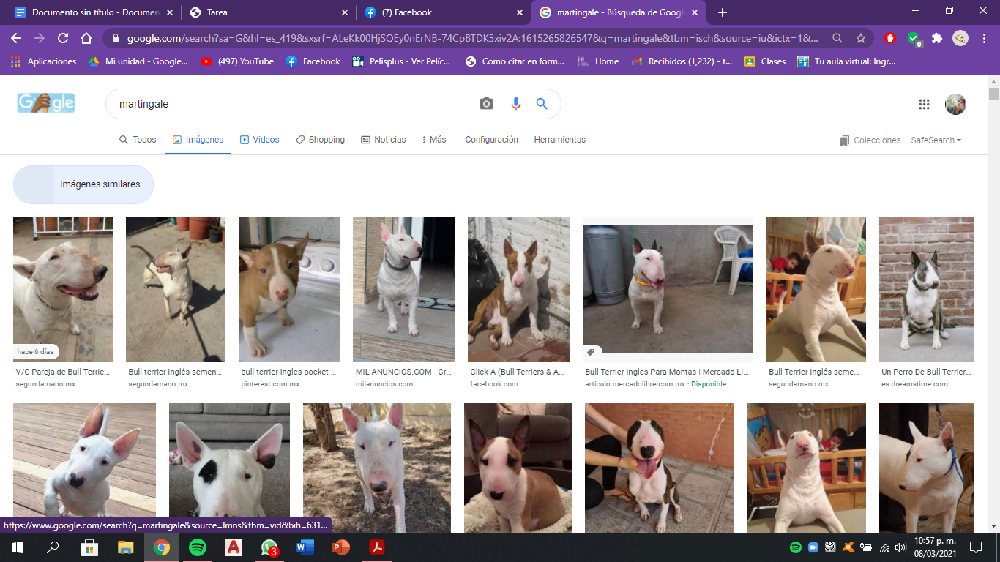 Documento sin título - Documen
Tarea
(7) Facebook
martingale - Búsqueda de Google
google.com/search?sa=G&hl=es_419&sxsrf=ALeKk00HjSQEy0nErNB-74CpBTDK5xiv2A:1615265826547&q=martingale&tbm=isch&source=iu&ictx=1&...
0
Aplicaciones
Mi unidad - Google...
(497) YouTube
Facebook
Pelisplus - Ver Pelíc...
Como citar en form...
Home
Recibidos (1,232) - t...
Clases
Tu aula virtual: Ingr...
martingale
Todos
Imágenes
Videos
Shopping
Noticias
Más
Configuración
Herramientas
Colecciones
SafeSearch
Imágenes similares
hace 6 días
V/C Pareja de Bull Terrie...
segundamano.mx
Bull terrier inglés semen...
segundamano.mx
bull terrier ingles pocket ...
pinterest.com.mx
MIL ANUNCIOS.COM - Cr...
milanuncios.com
Click-A (Bull Terriers & A...
facebook.com
Bull Terrier Ingles Para Montas | Mercado Li...
articulo.mercadolibre.com.mx · Disponible
Bull Terrier inglés seme...
segundamano.mx
Un Perro De Bull Terrier...
es.dreamstime.com
https://www.google.com/search?q=martingale&source=lmns&tbm=vid&bih=631...
3
10:57 p. m.
08/03/2021